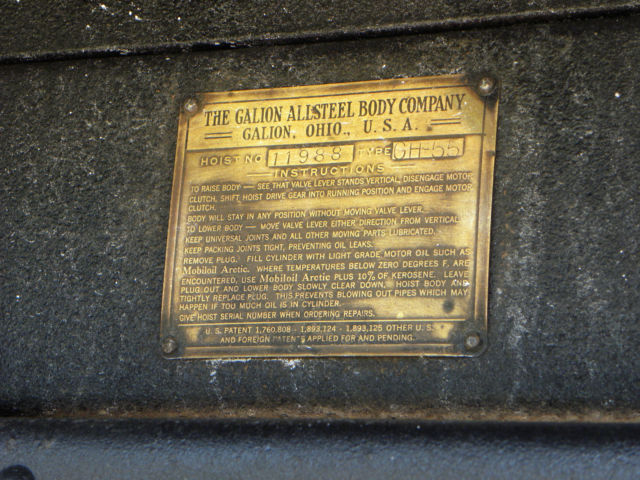 THE GALION ALLSTEEL BODY COMPANY
GALION, OHIO., U.S.A.
HOIST NO 11988 TYPE GH-55
INSTRUCTIONS
TO RAISE BODY — SEE THAT VALVE LEVER STANDS VERTICAL, DISENGAGE MOTOR
CLUTCH, SHIFT HOIST DRIVE GEAR INTO RUNNING POSITION AND ENGAGE MOTOR
CLUTCH.
BODY WILL STAY IN ANY POSITION WITHOUT MOVING VALVE LEVER.
TO LOWER BODY — MOVE VALVE LEVER EITHER DIRECTION FROM VERTICAL.
KEEP UNIVERSAL JOINTS AND ALL OTHER MOVING PARTS LUBRICATED.
KEEP PACKING JOINTS TIGHT, PREVENTING OIL LEAKS.
REMOVE PLUG. FILL CYLINDER WITH LIGHT GRADE MOTOR OIL SUCH AS
Mobiloil Arctic. WHERE TEMPERATURES BELOW ZERO DEGREES F. ARE
ENCOUNTERED, USE Mobiloil Arctic PLUS 10% OF KEROSENE. LEAVE
PLUG OUT AND LOWER BODY SLOWLY CLEAR DOWN. HOIST BODY AND
TIGHTLY REPLACE PLUG. THIS PREVENTS BLOWING OUT PIPES WHICH MAY
HAPPEN IF TOO MUCH OIL IS IN CYLINDER.
GIVE HOIST SERIAL NUMBER WHEN ORDERING REPAIRS.
U.S. PATENT 1,760,808 - 1,893,124 - 1,893,125 OTHER U.S.
AND FOREIGN PATENTS APPLIED FOR AND PENDING.